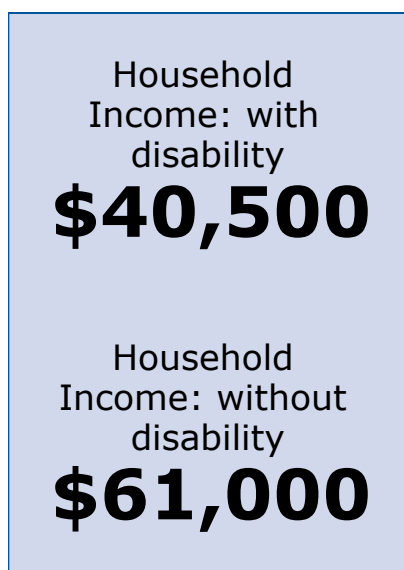 Household
Income: with
disability
$40,500
Household
Income: without
disability
$61,000